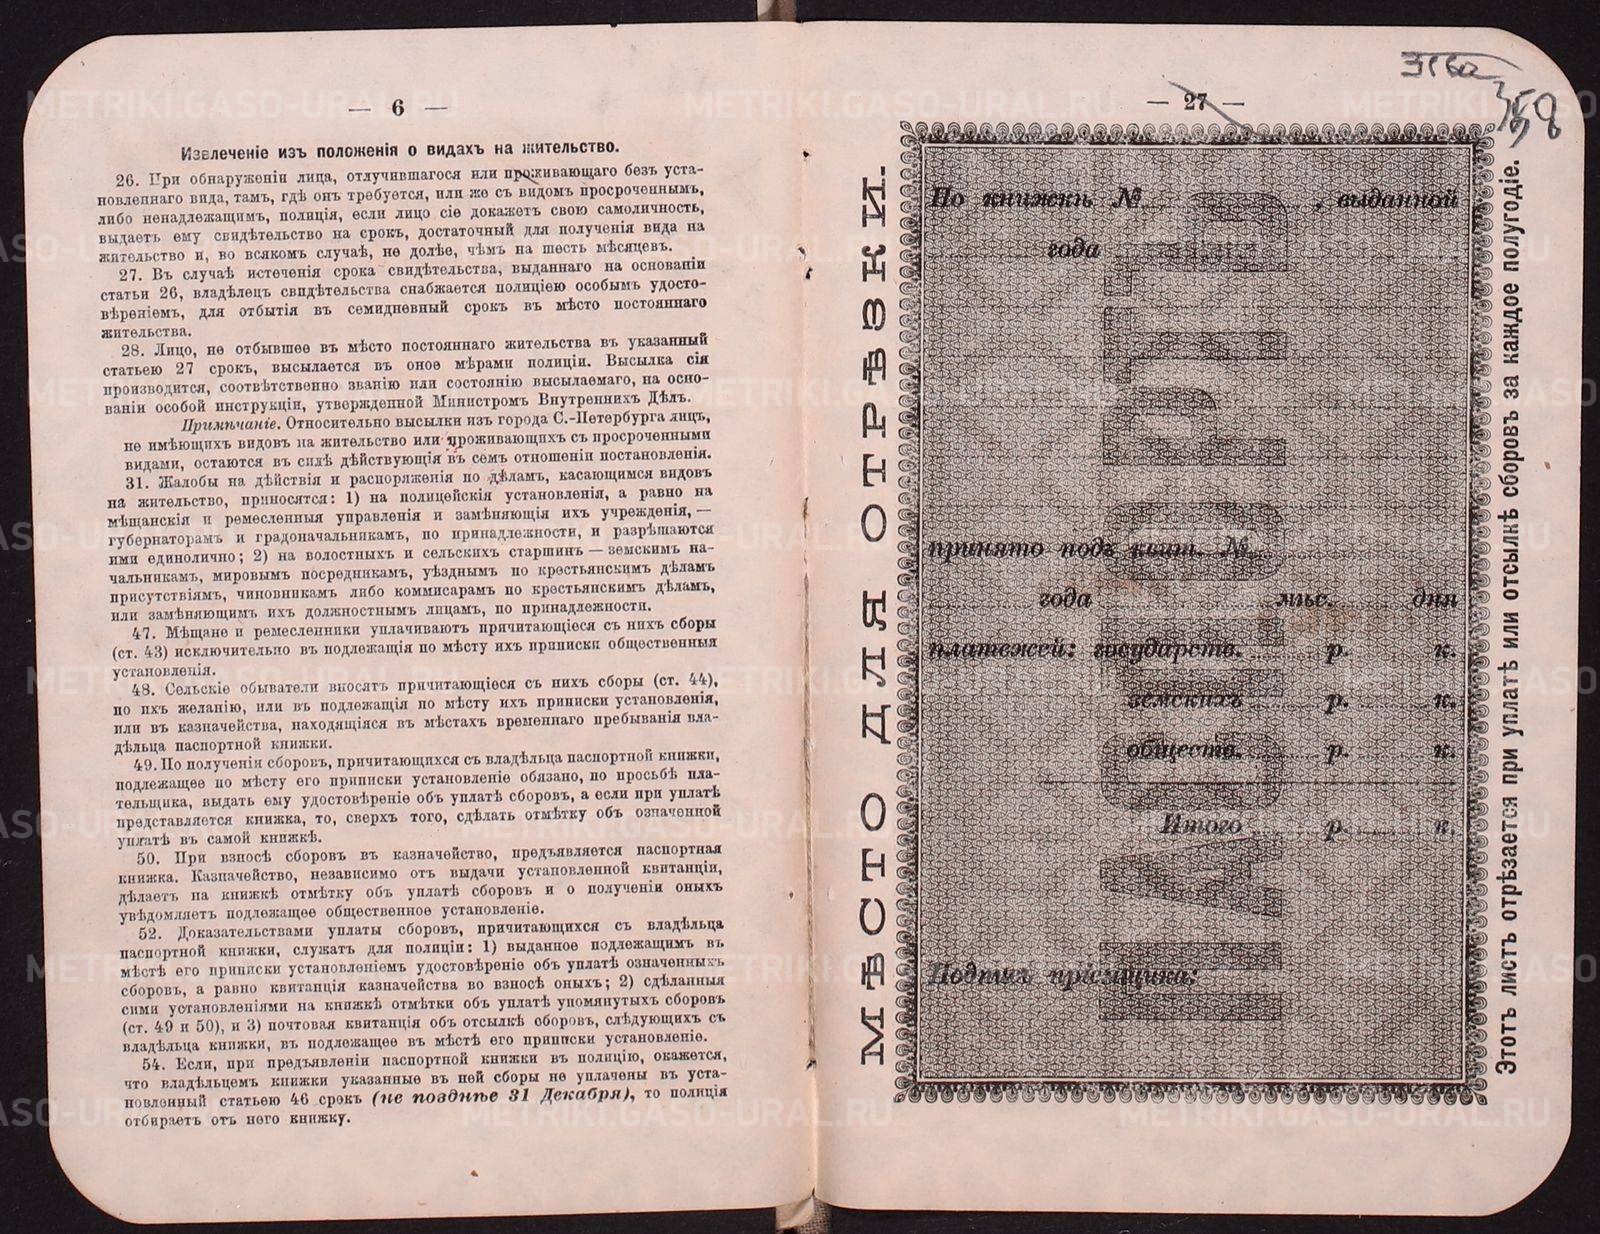 — 6 —
Извлеченіе изъ положенія о видахъ на жительство.
26. При обнаруженіи лица, отлучившагося или проживающаго безъ уста-
новленнаго вида, тамъ, гдѣ онъ требуется, или же съ видомъ просроченнымъ,
либо ненадлежащимъ, полиція, если лицо сіе докажетъ свою самоличность,
выдаетъ ему свидѣтельство на срокъ, достаточный для полученія вида на
жительство и, во всякомъ случаѣ, не долѣе, чѣмъ на шесть мѣсяцевъ.
27. Въ случаѣ истеченія срока свидѣтельства, выданнаго на основаніи
статьи 26, владѣлецъ свидѣтельства снабжается полиціею особымъ удосто-
вѣреніемъ, для отбытія въ семидневный срокъ въ мѣсто постояннаго
жительства.
28. Лицо, не отбывшее въ мѣсто постояннаго жительства въ указанный
статьею 27 срокъ, высылается въ оное мѣрами полиціи. Высылка сія
производится, соотвѣтственно званію или состоянію высылаемаго, на осно-
ваніи особой инструкціи, утвержденной Министромъ Внутреннихъ Дѣлъ.
Примѣчаніе. Относительно высылки изъ города С.-Петербурга лицъ,
не имѣющихъ видовъ на жительство или проживающихъ съ просроченными
видами, остаются въ силѣ дѣйствующія въ семъ отношеніи постановленія.
31. Жалобы на дѣйствія и распоряженія по дѣламъ, касающимся видовъ
на жительство, приносятся: 1) на полицейскія установленія, а равно на
мѣщанскія и ремесленныя управленія и замѣняющія ихъ учрежденія, —
губернаторамъ и градоначальникамъ, по принадлежности, и разрѣшаются
ими единолично; 2) на волостныхъ и сельскихъ старшинъ — земскимъ на-
чальникамъ, мировымъ посредникамъ, уѣзднымъ по крестьянскимъ дѣламъ
присутствіямъ, чиновникамъ либо коммисарамъ по крестьянскимъ дѣламъ,
или замѣняющимъ ихъ должностнымъ лицамъ, по принадлежности.
47. Мѣщане и ремесленники уплачиваютъ причитающіеся съ нихъ сборы
(ст. 43) исключительно въ подлежащія по мѣсту ихъ приписки общественныя
установленія.
48. Сельскіе обыватели вносятъ причитающіеся съ нихъ сборы (ст. 44),
по ихъ желанію, или въ подлежащія по мѣсту ихъ приписки установленія,
или въ казначейства, находящіяся въ мѣстахъ временнаго пребыванія вла-
дѣльца паспортной книжки.
49. По полученіи сборовъ, причитающихся съ владѣльца паспортной книжки,
подлежащее по мѣсту его приписки установленіе обязано, по просьбѣ пла-
тельщика, выдать ему удостовѣреніе объ уплатѣ сборовъ, а если при уплатѣ
представляется книжка, то, сверхъ того, сдѣлать отмѣтку объ означенной
уплатѣ въ самой книжкѣ.
50. При взносѣ сборовъ въ казначейство, предъявляется паспортная
книжка. Казначейство, независимо отъ выдачи установленной квитанціи,
дѣлаетъ на книжкѣ отмѣтку объ уплатѣ сборовъ и о полученіи оныхъ
увѣдомляетъ подлежащее общественное установленіе.
52. Доказательствами уплаты сборовъ, причитающихся съ владѣльца
паспортной книжки, служатъ для полиціи: 1) выданное подлежащимъ въ
мѣстѣ его приписки установленіемъ удостовѣреніе объ уплатѣ означенныхъ
сборовъ, а равно квитанція казначейства во взносѣ оныхъ; 2) сдѣланныя
сими установленіями на книжкѣ отмѣтки объ уплатѣ упомянутыхъ сборовъ
(ст. 49 и 50), и 3) почтовая квитанція объ отсылкѣ сборовъ, слѣдующихъ съ
владѣльца книжки, въ подлежащее въ мѣстѣ его приписки установленіе.
54. Если, при предъявленіи паспортной книжки въ полицію, окажется,
что владѣльцемъ книжки указанные въ ней сборы не уплачены въ уста-
новленный статьею 46 срокъ (не позднѣе 31 Декабря), то полиція
отбираетъ отъ него книжку.
— 27 —
358
МѢСТО ДЛЯ ОТРѢЗКИ.
По книжкѣ № , выданной
года
принято подъ квит. №
года мѣс. дня
платежей: государств. р. к.
земскихъ р. к.
обществ. р. к.
Итого р. к.
Подпись пріемщика:
Этотъ листъ отрѣзается при уплатѣ или отсылкѣ сборовъ за каждое полугодіе.
METRIKI.GASO-URAL.RU